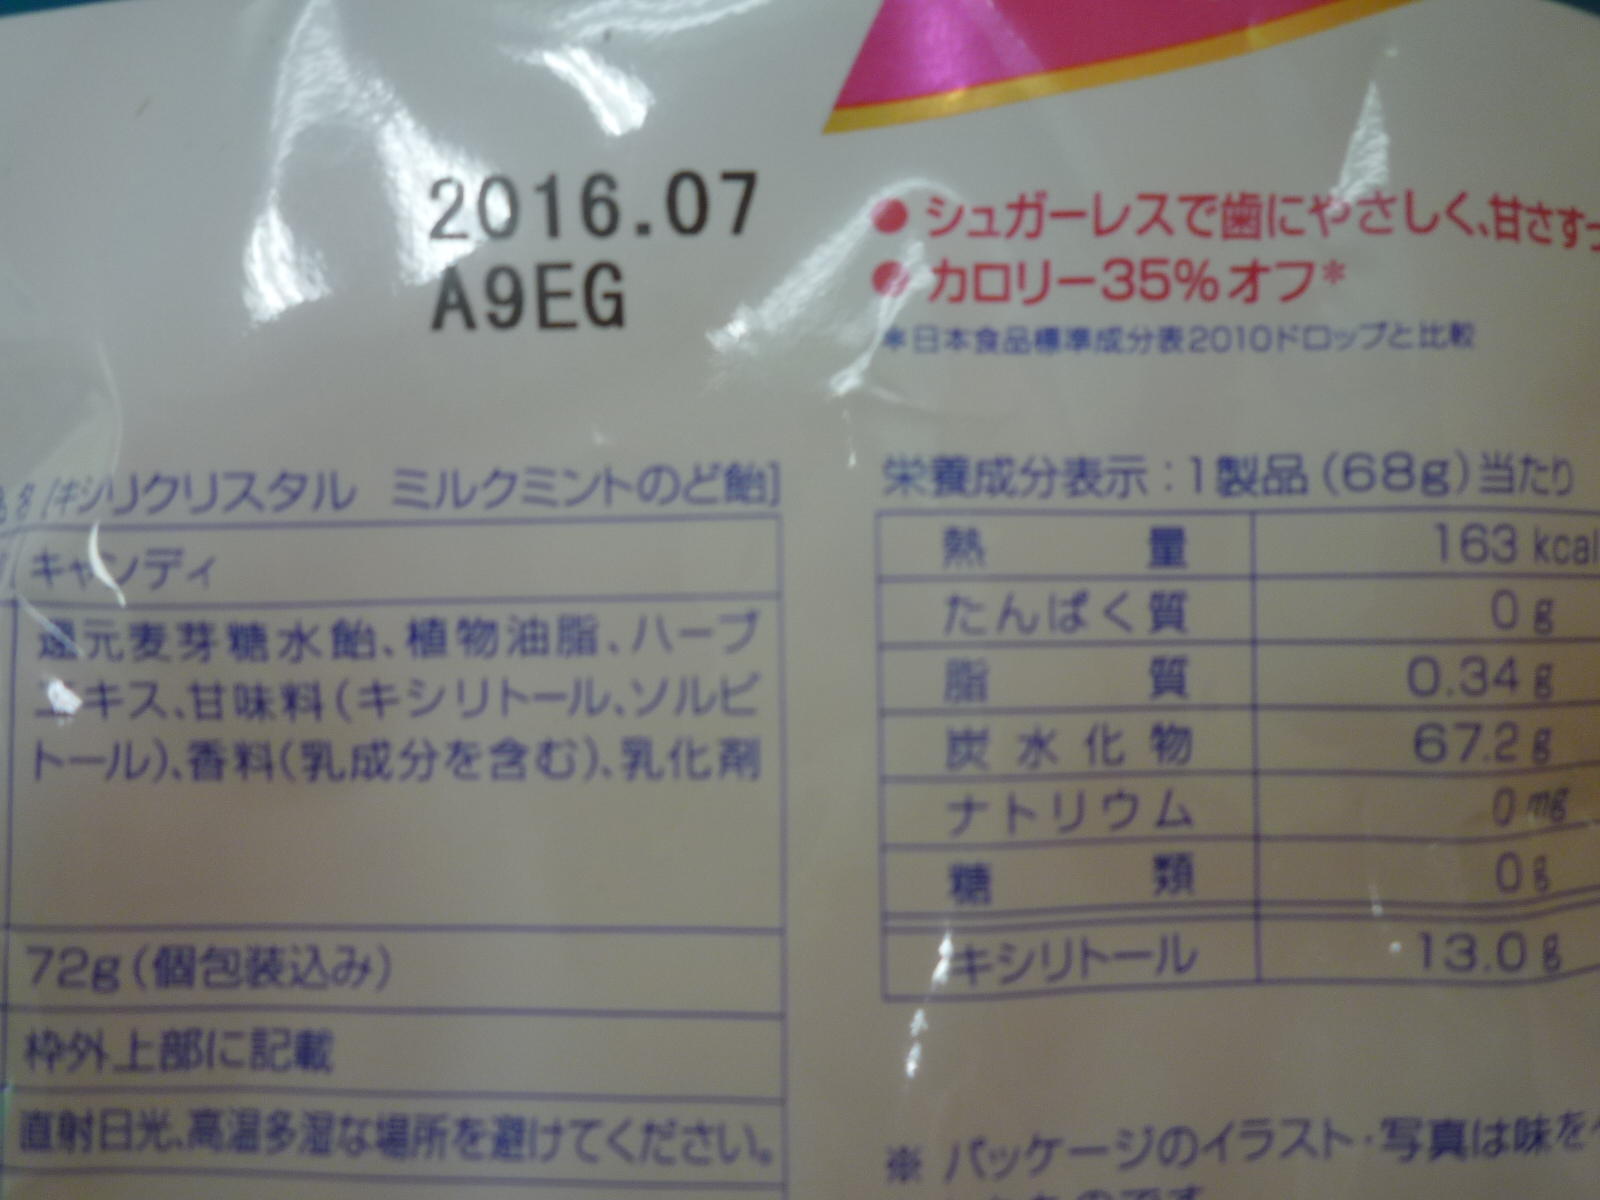 2016.07
A9EG
● シュガーレスで歯にやさしく、甘さすっ
● カロリー35%オフ*
*日本食品標準成分表2010ドロップと比較
名 [キシリクリスタル ミルクミントのど飴]
キャンディ
還元麦芽糖水飴、植物油脂、ハーブ
エキス、甘味料(キシリトール、ソルビ
トール)、香料(乳成分を含む)、乳化剤
72g(個包装込み)
枠外上部に記載
直射日光、高温多湿な場所を避けてください。
栄養成分表示:1製品(68g)当たり
熱量 163 kcal
たんぱく質 0 g
脂質 0.34 g
炭水化物 67.2 g
ナトリウム 0 mg
糖類 0 g
キシリトール 13.0 g
※ パッケージのイラスト・写真は味を